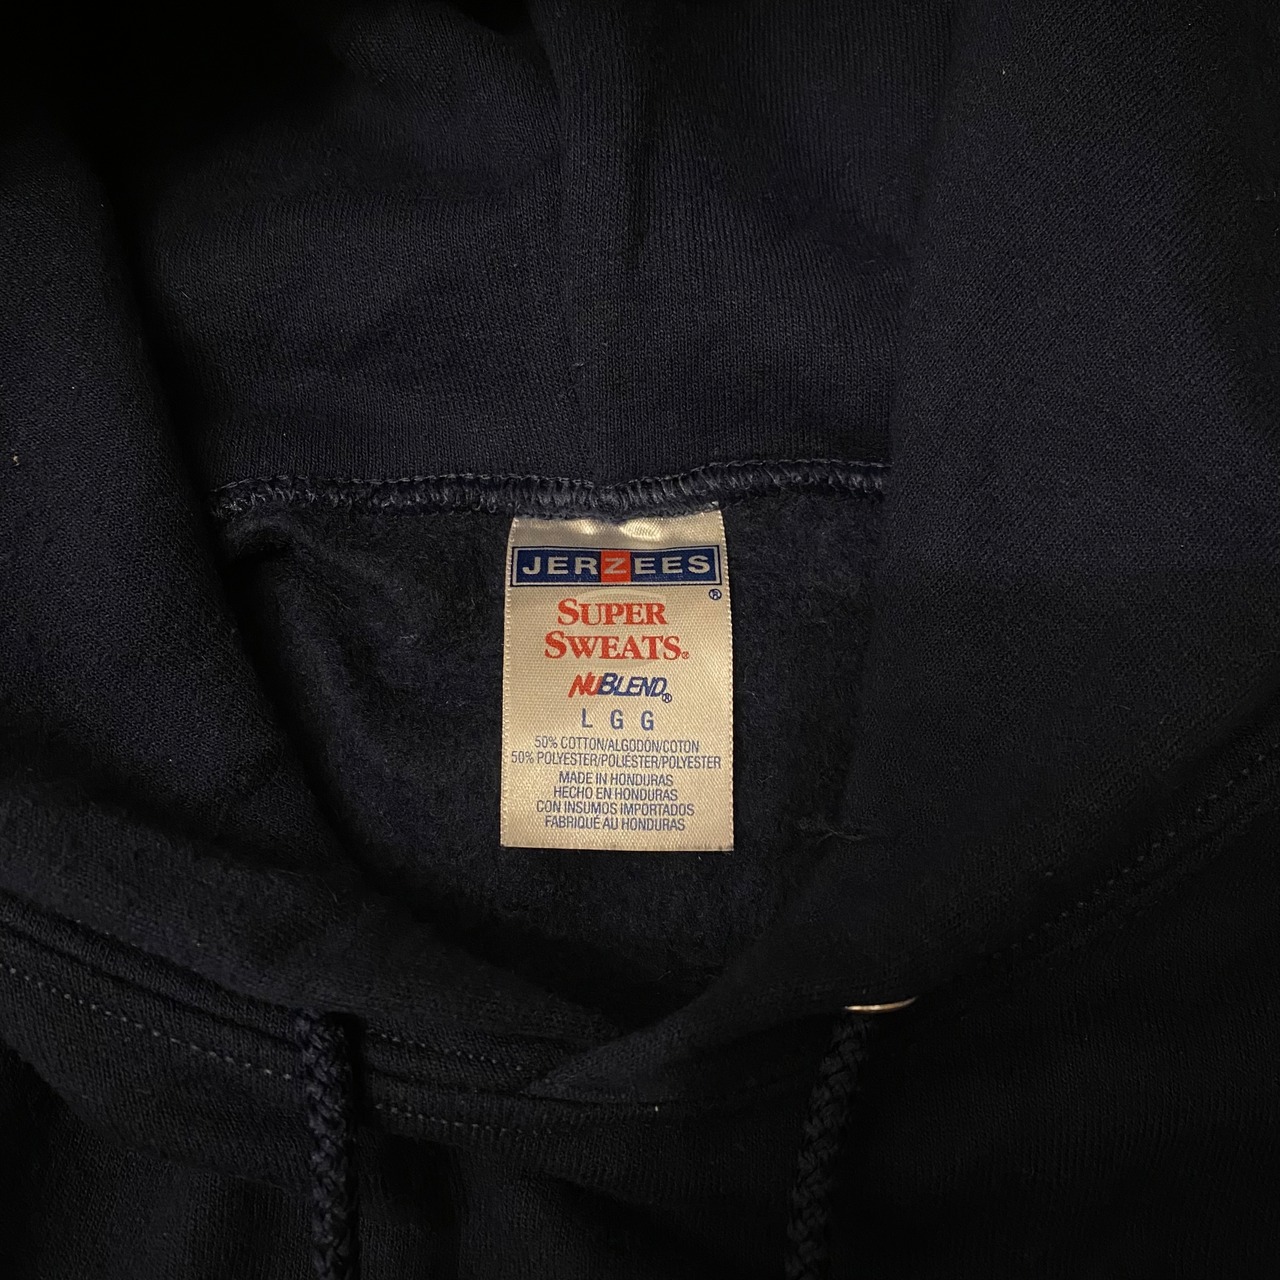 JERZEES
®
SUPER
SWEATS®
NUBLEND®
L G G
50% COTTON/ALGODON/COTON
50% POLYESTER/POLIÉSTER/POLYESTER
MADE IN HONDURAS
HECHO EN HONDURAS
CON INSUMOS IMPORTADOS
FABRIQUÉ AU HONDURAS